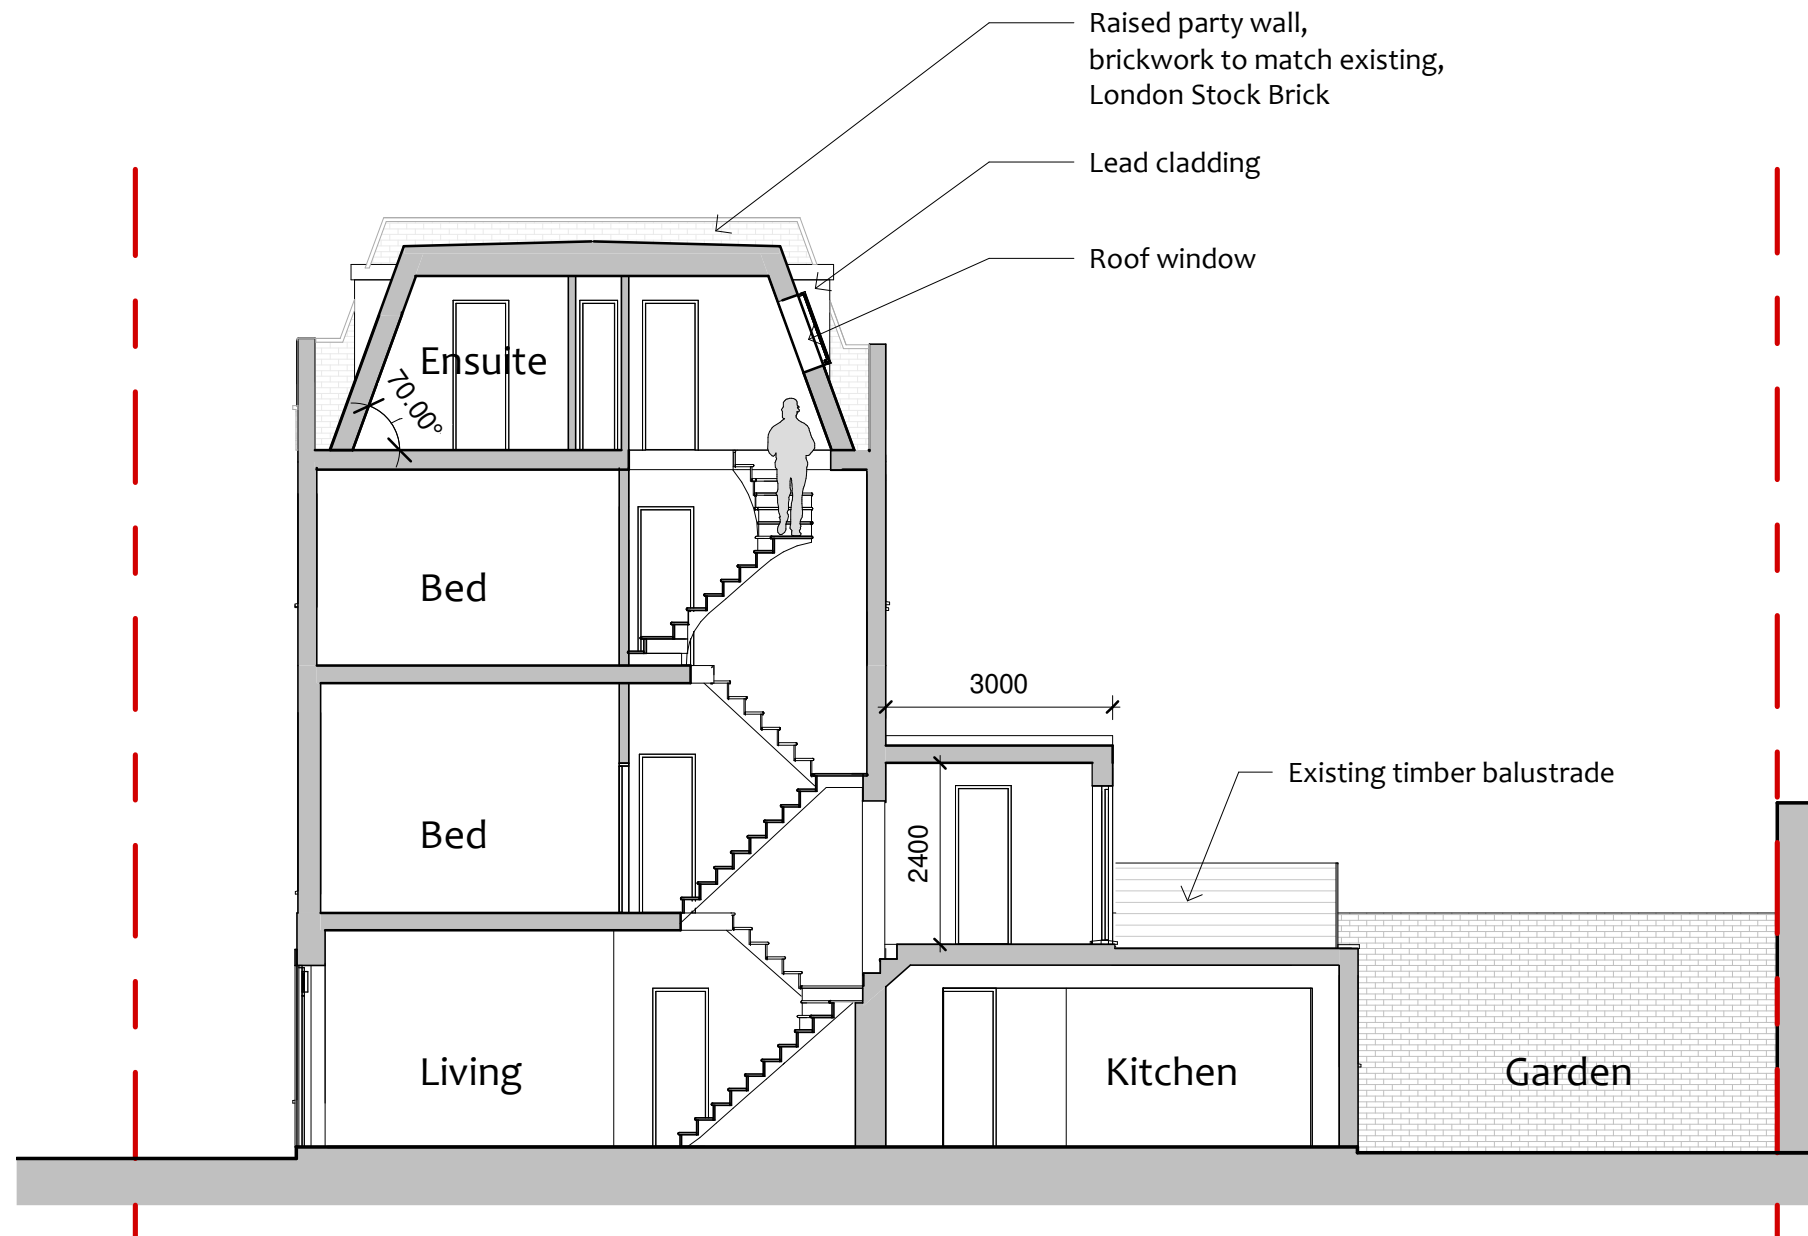 Raised party wall,
brickwork to match existing,
London Stock Brick
Lead cladding
Roof window
Ensuite
70.00°
Bed
3000
Existing timber balustrade
Bed
2400
Living
Kitchen
Garden